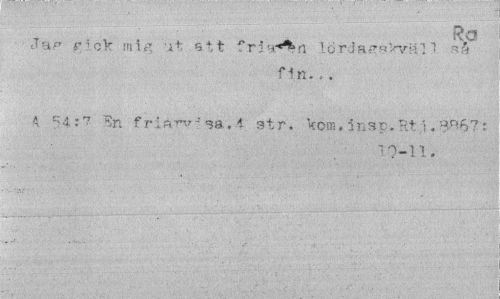 Ra
Jag gick mig ut att fria en lördagskväll så
fin...
A 54:7 En friarvisa.4 str. kom.insp.Rtj.8867:
10-11.